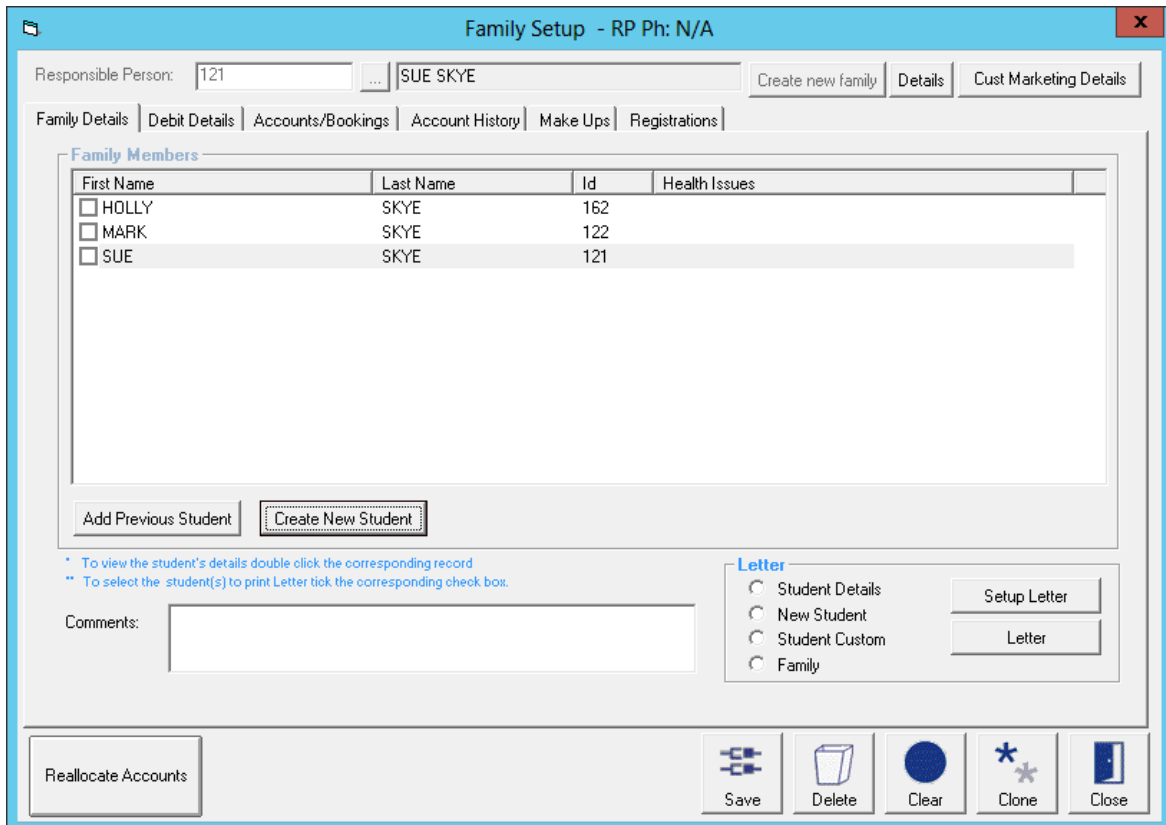 Family Setup - RP Ph: N/A
x
Responsible Person: 121 ... SUE SKYE Create new family Details Cust Marketing Details
Family Details Debit Details Accounts/Bookings Account History Make Ups Registrations
Family Members
First Name Last Name Id Health Issues
HOLLY SKYE 162
MARK SKYE 122
SUE SKYE 121
Add Previous Student Create New Student
* To view the student's details double click the corresponding record
** To select the student(s) to print Letter tick the corresponding check box.
Comments:
Letter
Student Details
New Student
Student Custom
Family
Setup Letter
Letter
Reallocate Accounts Save Delete Clear Clone Close